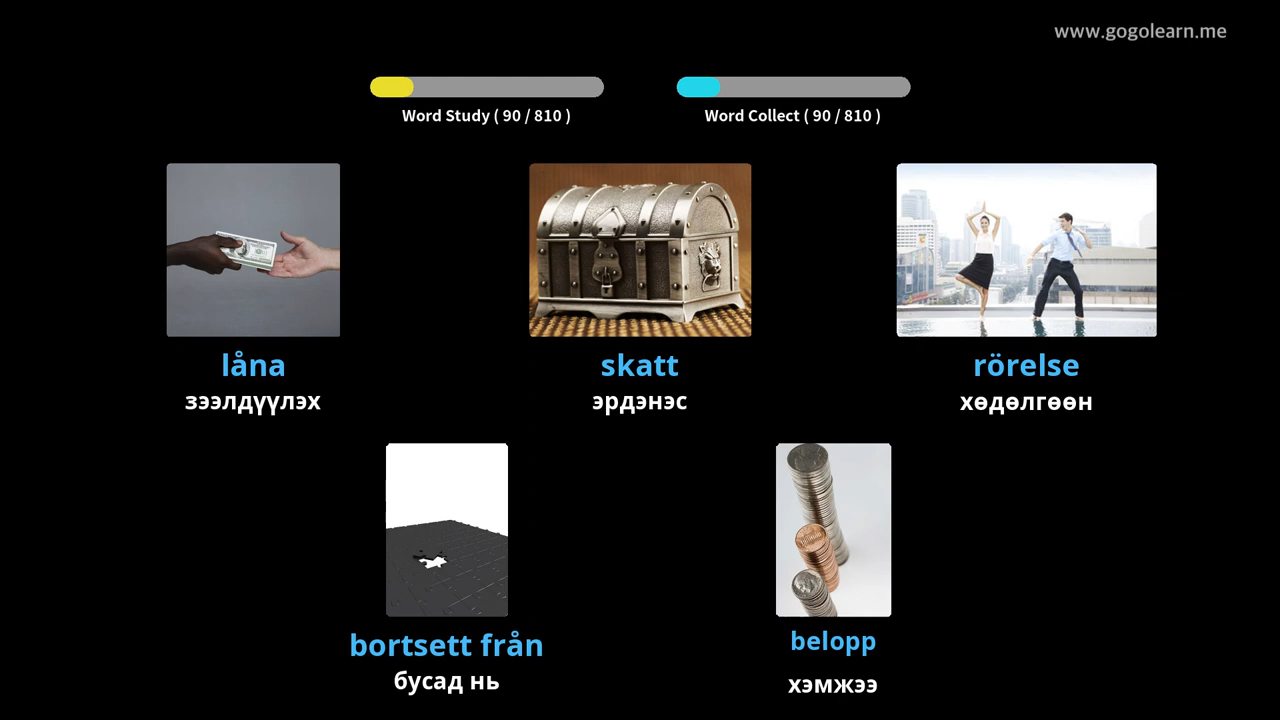 www.gogolearn.me
Word Study ( 90 / 810 )
Word Collect ( 90 / 810 )
låna
зээлдүүлэх
skatt
эрдэнэс
rörelse
хөдөлгөөн
bortsett från
бусад нь
belopp
хэмжээ